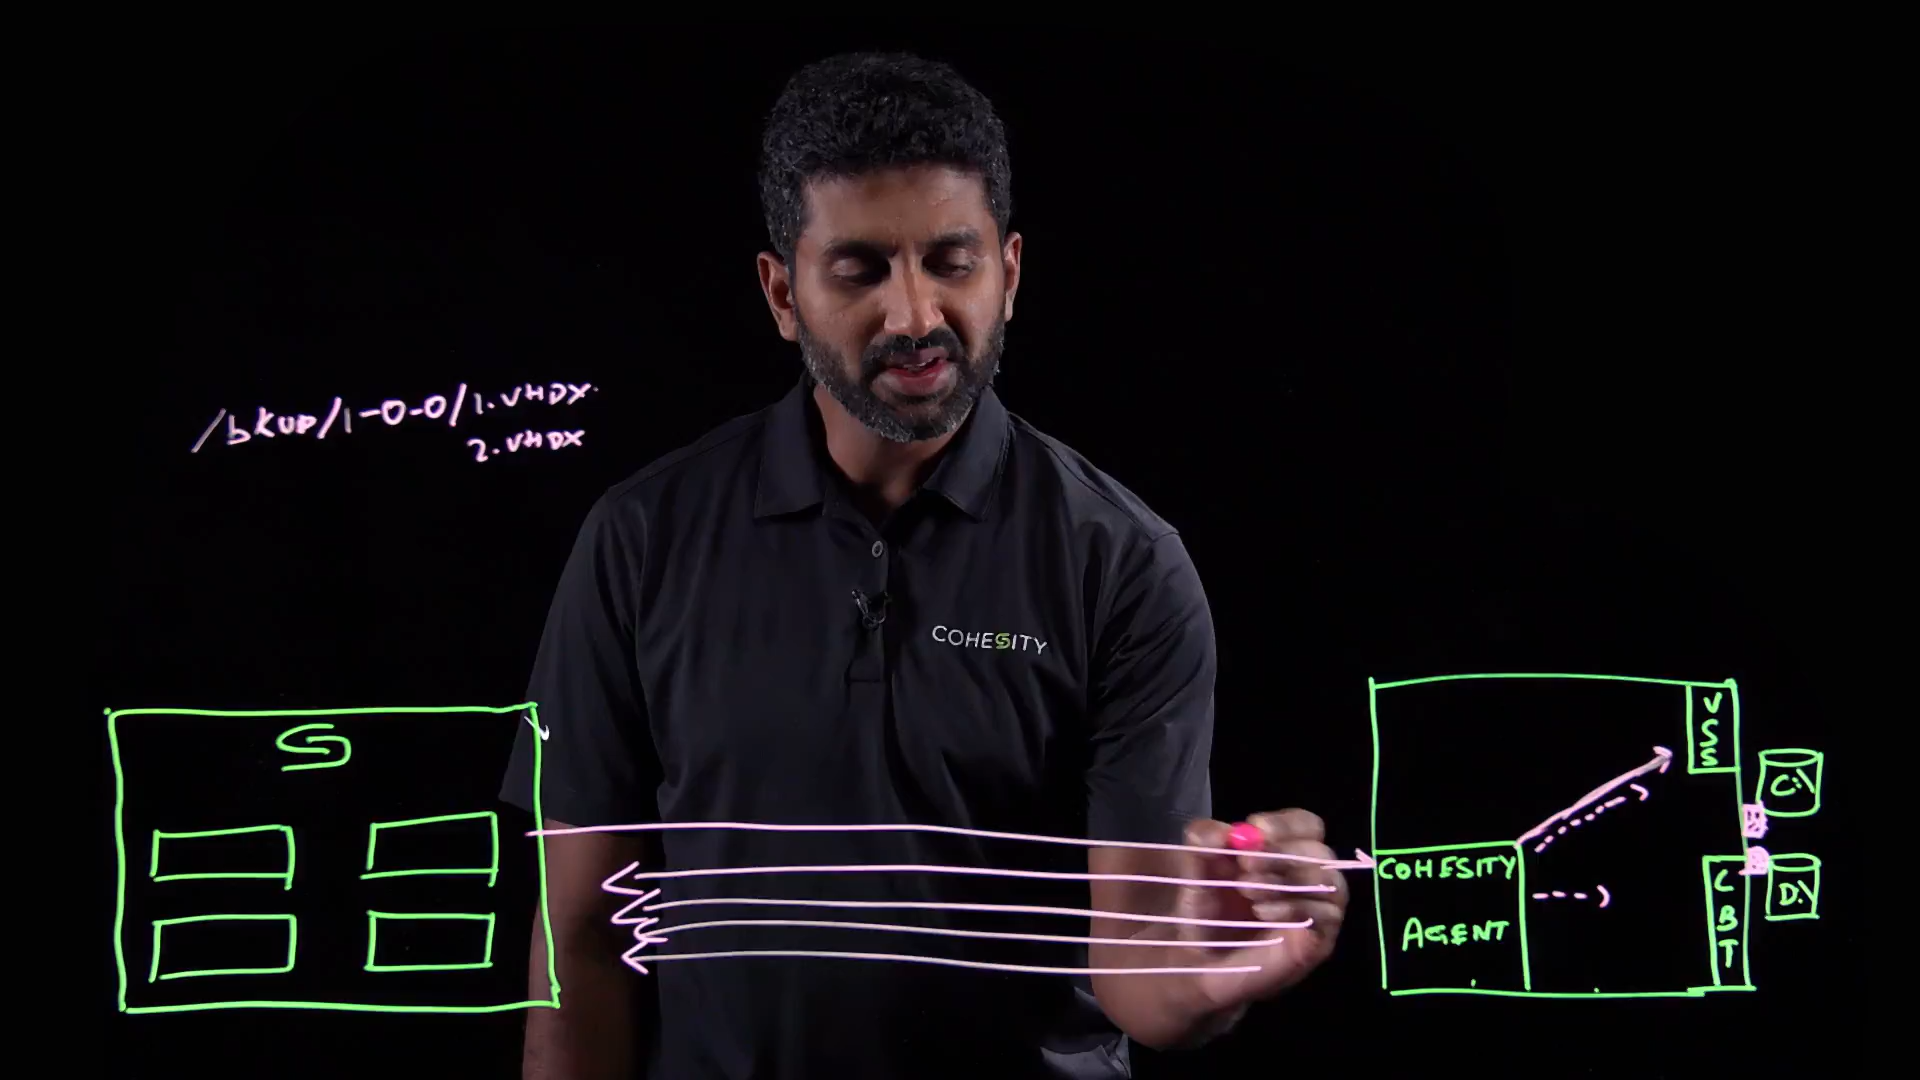 /bkup/1-0-0/1.VHDX
2.VHDX
COHESITY
S
VSS
C:\
COHESITY
AGENT
CBT
D:\